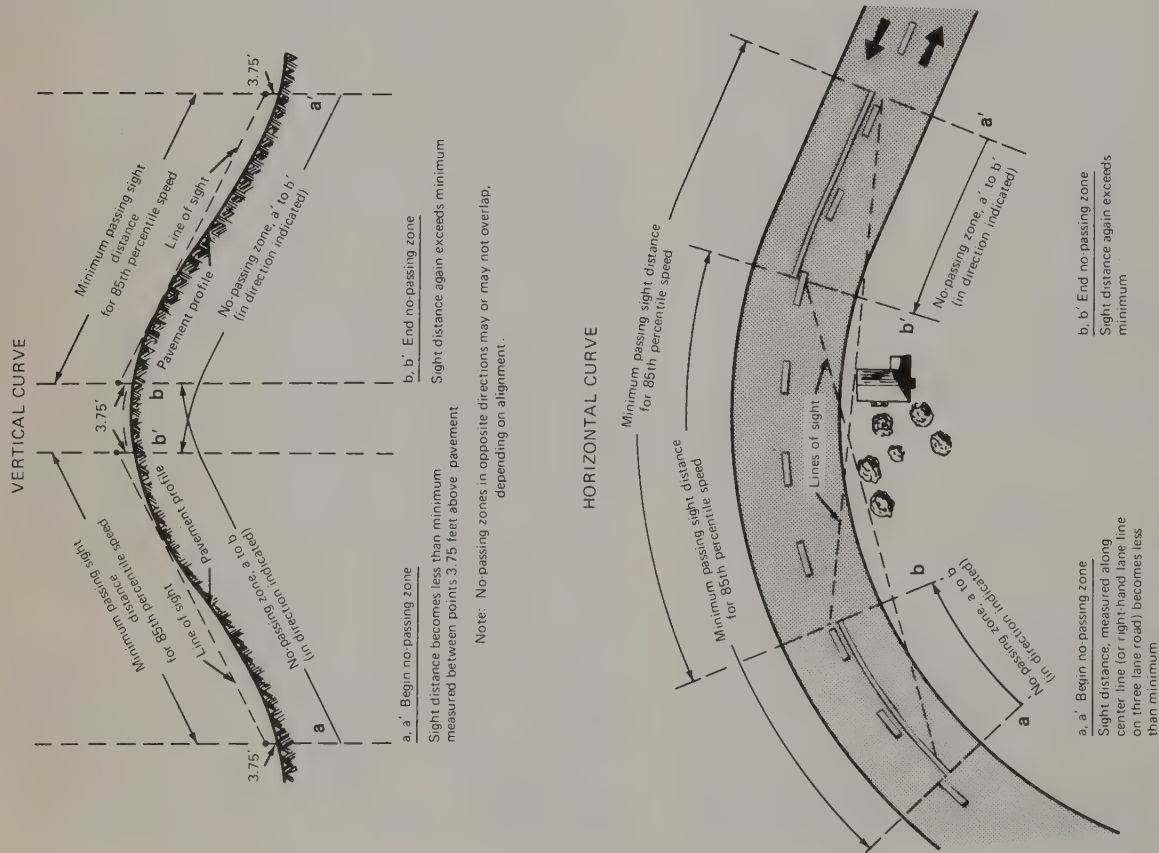 VERTICAL CURVE
Minimum passing sight
distance
for 85th percentile speed
Line of sight
Pavement profile
No-passing zone, a to b
(in direction indicated)
3.75'
a
3.75'
b'
b
Minimum passing sight
distance
for 85th percentile speed
Line of sight
Pavement profile
No-passing zone, a' to b'
(in direction indicated)
3.75'
a'
a, a' Begin no-passing zone
Sight distance becomes less than minimum
measured between points 3.75 feet above pavement
b, b' End no-passing zone
Sight distance again exceeds minimum
Note: No-passing zones in opposite directions may or may not overlap,
depending on alignment.
HORIZONTAL CURVE
Minimum passing sight distance
for 85th percentile speed
Minimum passing sight distance
for 85th percentile speed
Lines of sight
No-passing zone, a to b
(in direction indicated)
a
b
b'
No-passing zone, a' to b'
(in direction indicated)
a'
a, a' Begin no-passing zone
Sight distance, measured along
center line (or right-hand lane line
on three lane road) becomes less
than minimum
b, b' End no-passing zone
Sight distance again exceeds
minimum